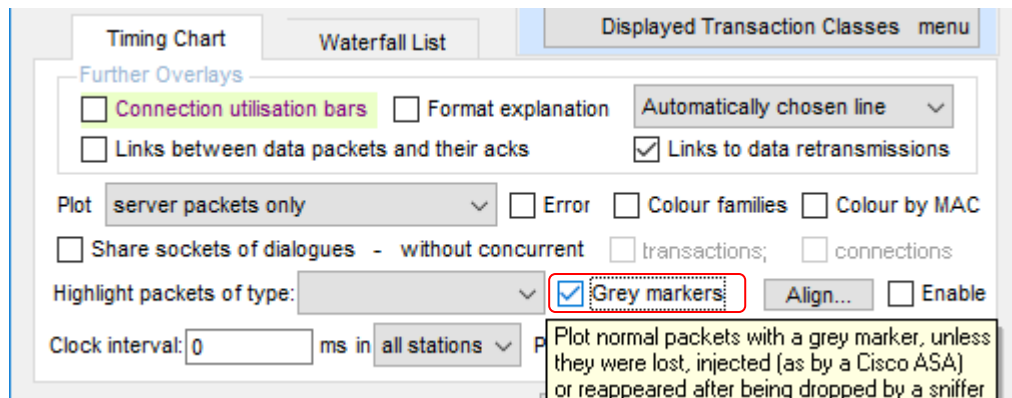 Timing Chart Waterfall List Displayed Transaction Classes menu
Further Overlays
Connection utilisation bars Format explanation Automatically chosen line
Links between data packets and their acks Links to data retransmissions
Plot server packets only Error Colour families Colour by MAC
Share sockets of dialogues - without concurrent transactions; connections
Highlight packets of type: Grey markers Align... Enable
Clock interval: 0 ms in all stations P
Plot normal packets with a grey marker, unless
they were lost, injected (as by a Cisco ASA)
or reappeared after being dropped by a sniffer